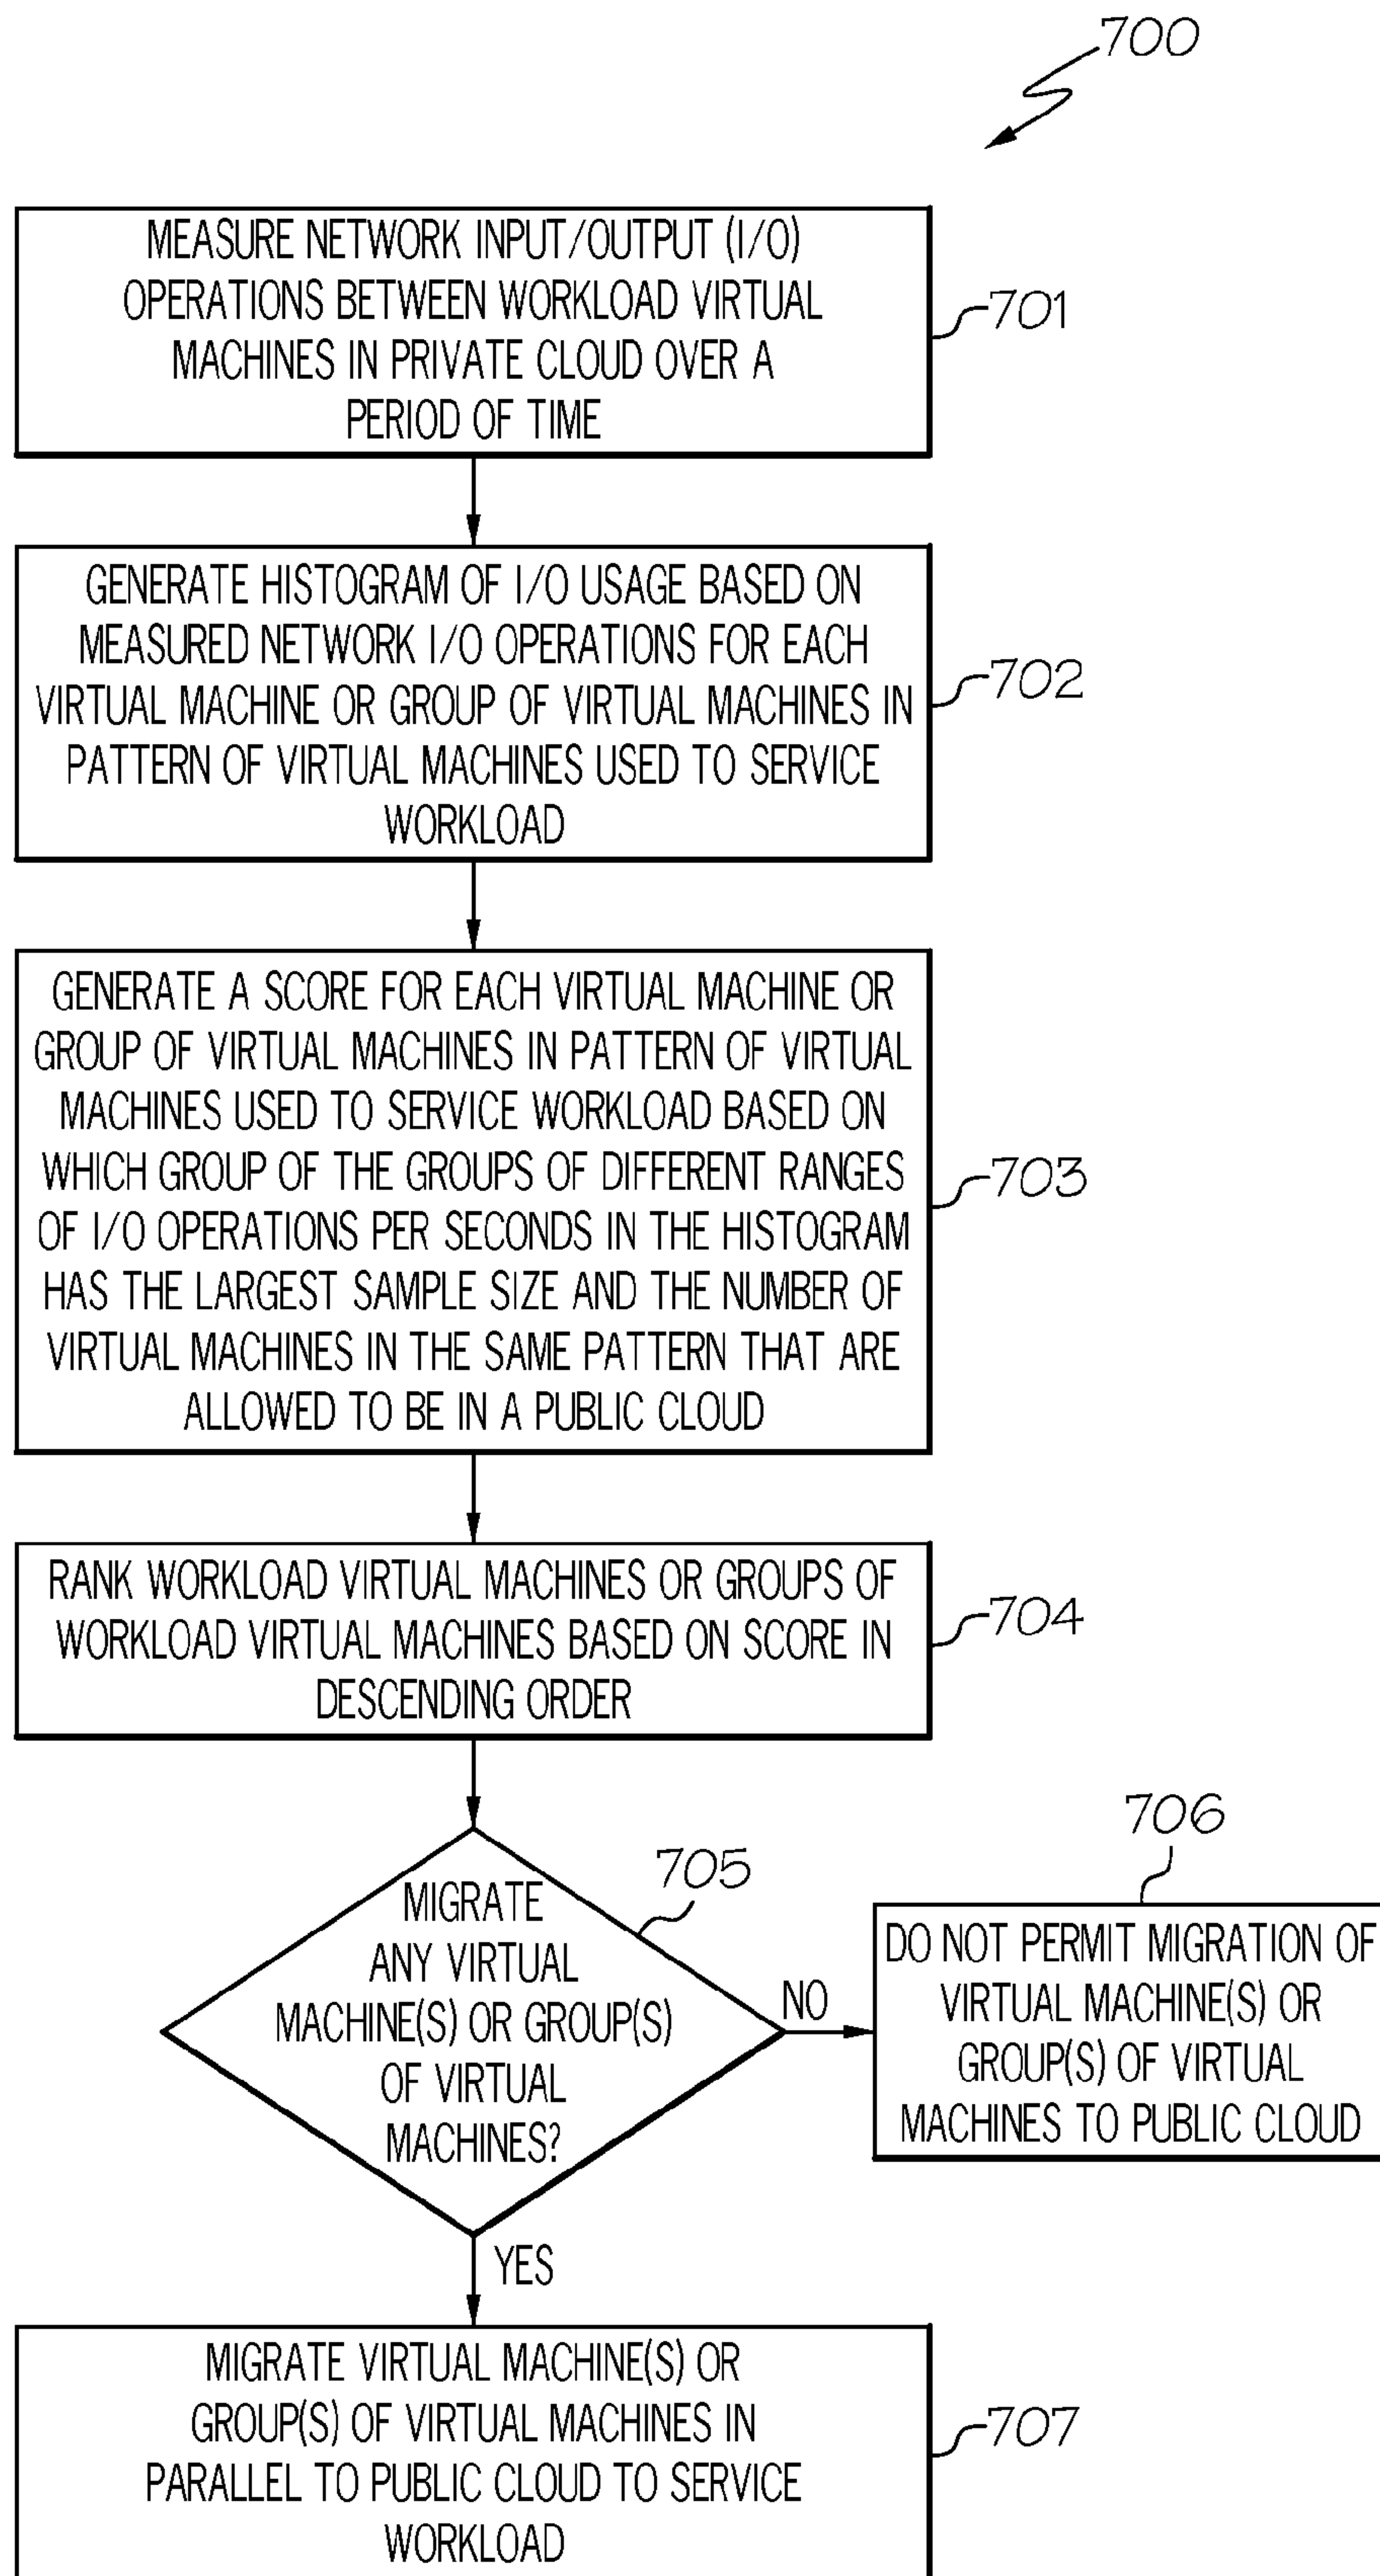 700
MEASURE NETWORK INPUT/OUTPUT (I/O)
OPERATIONS BETWEEN WORKLOAD VIRTUAL
MACHINES IN PRIVATE CLOUD OVER A
PERIOD OF TIME
701
GENERATE HISTOGRAM OF I/O USAGE BASED ON
MEASURED NETWORK I/O OPERATIONS FOR EACH
VIRTUAL MACHINE OR GROUP OF VIRTUAL MACHINES IN
PATTERN OF VIRTUAL MACHINES USED TO SERVICE
WORKLOAD
702
GENERATE A SCORE FOR EACH VIRTUAL MACHINE OR
GROUP OF VIRTUAL MACHINES IN PATTERN OF VIRTUAL
MACHINES USED TO SERVICE WORKLOAD BASED ON
WHICH GROUP OF THE GROUPS OF DIFFERENT RANGES
OF I/O OPERATIONS PER SECONDS IN THE HISTOGRAM
HAS THE LARGEST SAMPLE SIZE AND THE NUMBER OF
VIRTUAL MACHINES IN THE SAME PATTERN THAT ARE
ALLOWED TO BE IN A PUBLIC CLOUD
703
RANK WORKLOAD VIRTUAL MACHINES OR GROUPS OF
WORKLOAD VIRTUAL MACHINES BASED ON SCORE IN
DESCENDING ORDER
704
MIGRATE
ANY VIRTUAL
MACHINE(S) OR GROUP(S)
OF VIRTUAL
MACHINES?
705
NO
706
DO NOT PERMIT MIGRATION OF
VIRTUAL MACHINE(S) OR
GROUP(S) OF VIRTUAL
MACHINES TO PUBLIC CLOUD
YES
MIGRATE VIRTUAL MACHINE(S) OR
GROUP(S) OF VIRTUAL MACHINES IN
PARALLEL TO PUBLIC CLOUD TO SERVICE
WORKLOAD
707